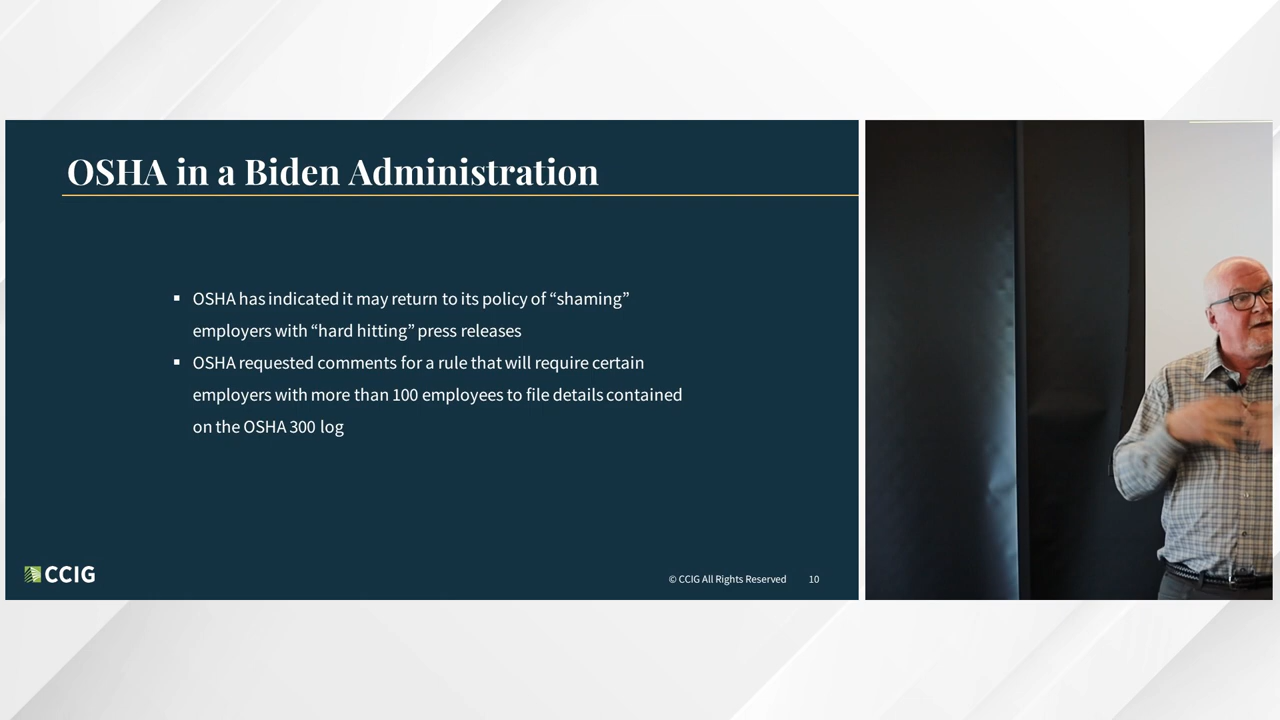 OSHA in a Biden Administration
▪ OSHA has indicated it may return to its policy of “shaming”
employers with “hard hitting” press releases
▪ OSHA requested comments for a rule that will require certain
employers with more than 100 employees to file details contained
on the OSHA 300 log
CCIG
© CCIG All Rights Reserved 10